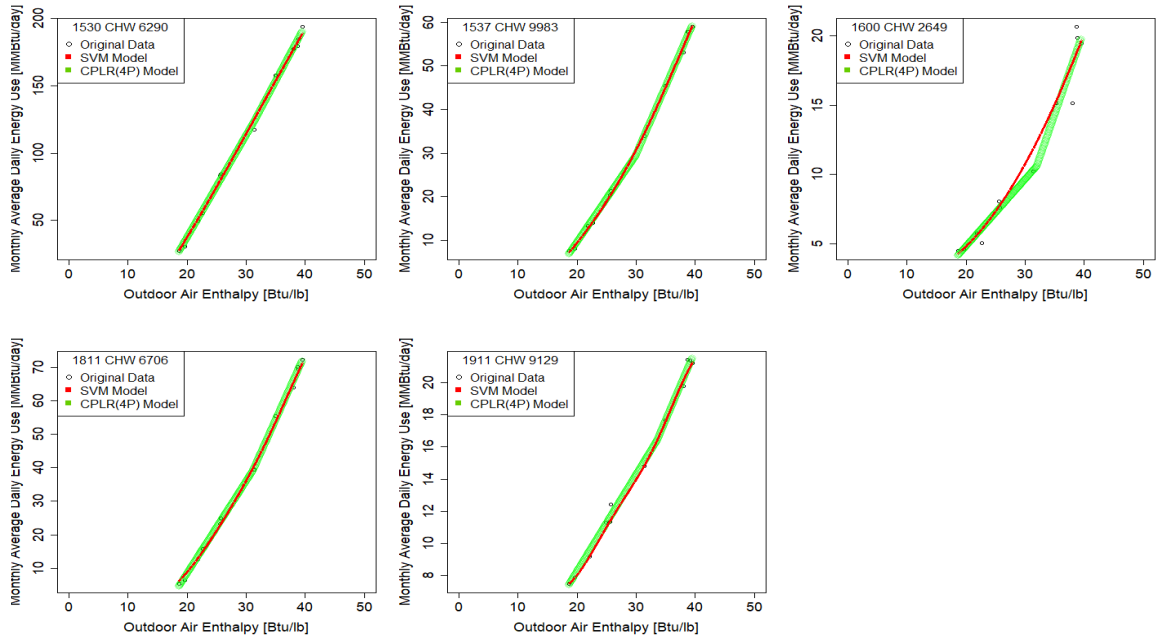 Monthly Average Daily Energy Use [MMBtu/day]
200
150
100
50
1530 CHW 6290
Original Data
SVM Model
CPLR(4P) Model
0 10 20 30 40 50
Outdoor Air Enthalpy [Btu/lb]
Monthly Average Daily Energy Use [MMBtu/day]
60
50
40
30
20
10
1537 CHW 9983
Original Data
SVM Model
CPLR(4P) Model
0 10 20 30 40 50
Outdoor Air Enthalpy [Btu/lb]
Monthly Average Daily Energy Use [MMBtu/day]
20
15
10
5
1600 CHW 2649
Original Data
SVM Model
CPLR(4P) Model
0 10 20 30 40 50
Outdoor Air Enthalpy [Btu/lb]
Monthly Average Daily Energy Use [MMBtu/day]
70
60
50
40
30
20
10
1811 CHW 6706
Original Data
SVM Model
CPLR(4P) Model
0 10 20 30 40 50
Outdoor Air Enthalpy [Btu/lb]
Monthly Average Daily Energy Use [MMBtu/day]
22
20
18
16
14
12
10
8
1911 CHW 9129
Original Data
SVM Model
CPLR(4P) Model
0 10 20 30 40 50
Outdoor Air Enthalpy [Btu/lb]